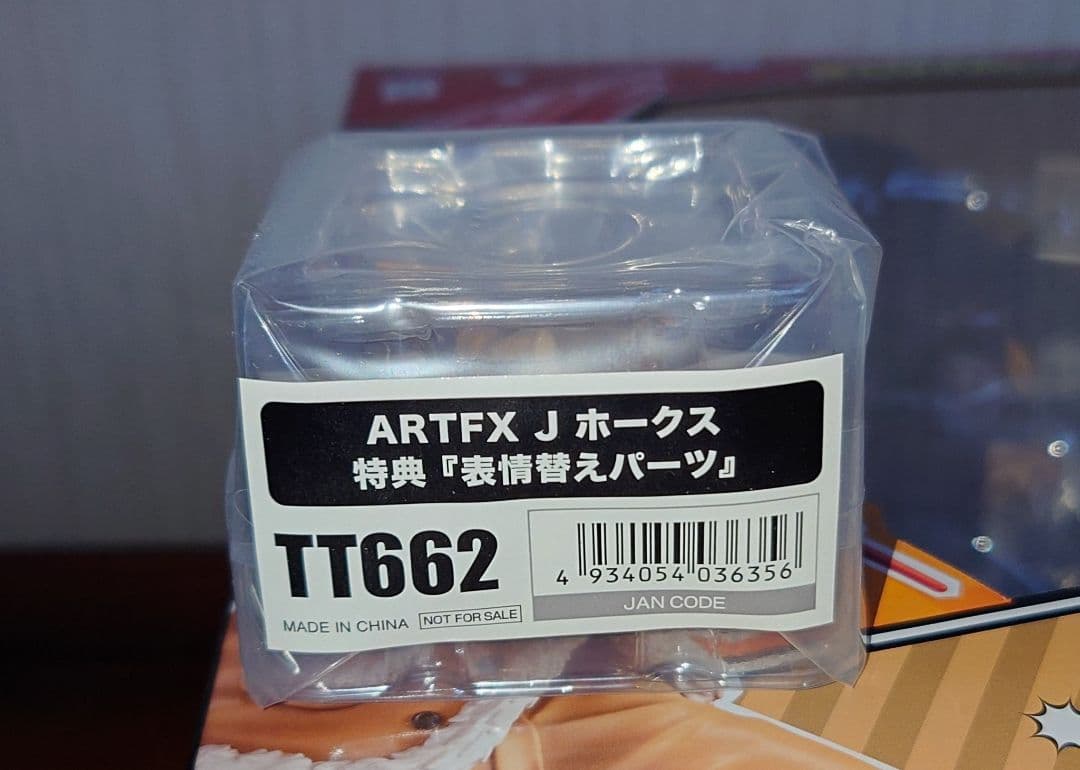 ARTFX J ホークス
特典『表情替えパーツ』
TT662
4 934054 036356
JAN CODE
MADE IN CHINA NOT FOR SALE